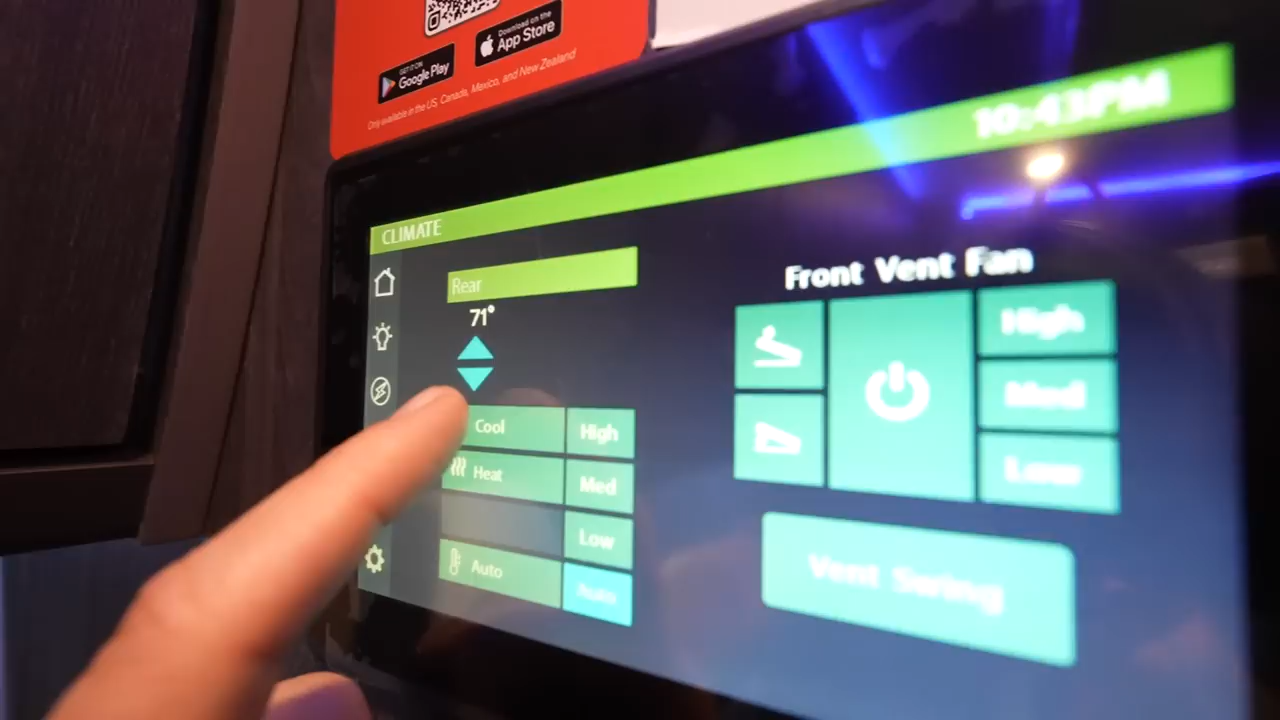 GET IT ON
Google Play
Download on the
App Store
Only available in the US, Canada, Mexico, and New Zealand
10:43PM
CLIMATE
Rear
71°
Cool
High
Heat
Med
Low
Auto
Auto
Front Vent Fan
High
Med
Low
Vent Swing